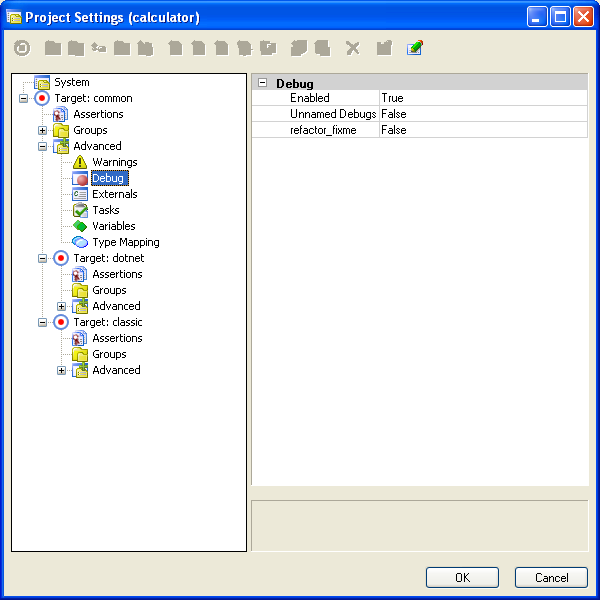 Project Settings (calculator)
System
Target: common
Assertions
Groups
Advanced
Warnings
Debug
Externals
Tasks
Variables
Type Mapping
Target: dotnet
Assertions
Groups
Advanced
Target: classic
Assertions
Groups
Advanced
Debug
Enabled True
Unnamed Debugs False
refactor_fixme False
OK Cancel